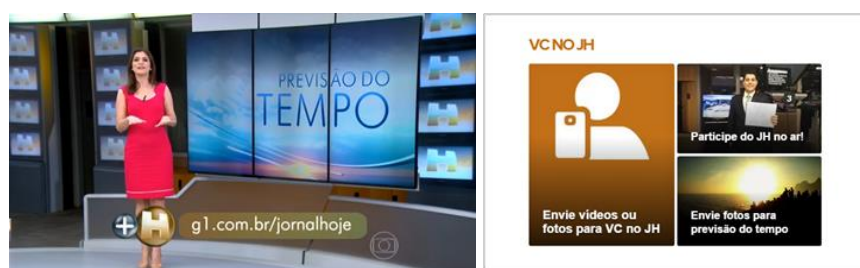 PREVISÃO DO
TEMPO
+H g1.com.br/jornalhoje
VC NO JH
Participe do JH no ar!
Envie vídeos ou
fotos para VC no JH
Envie fotos para
previsão do tempo